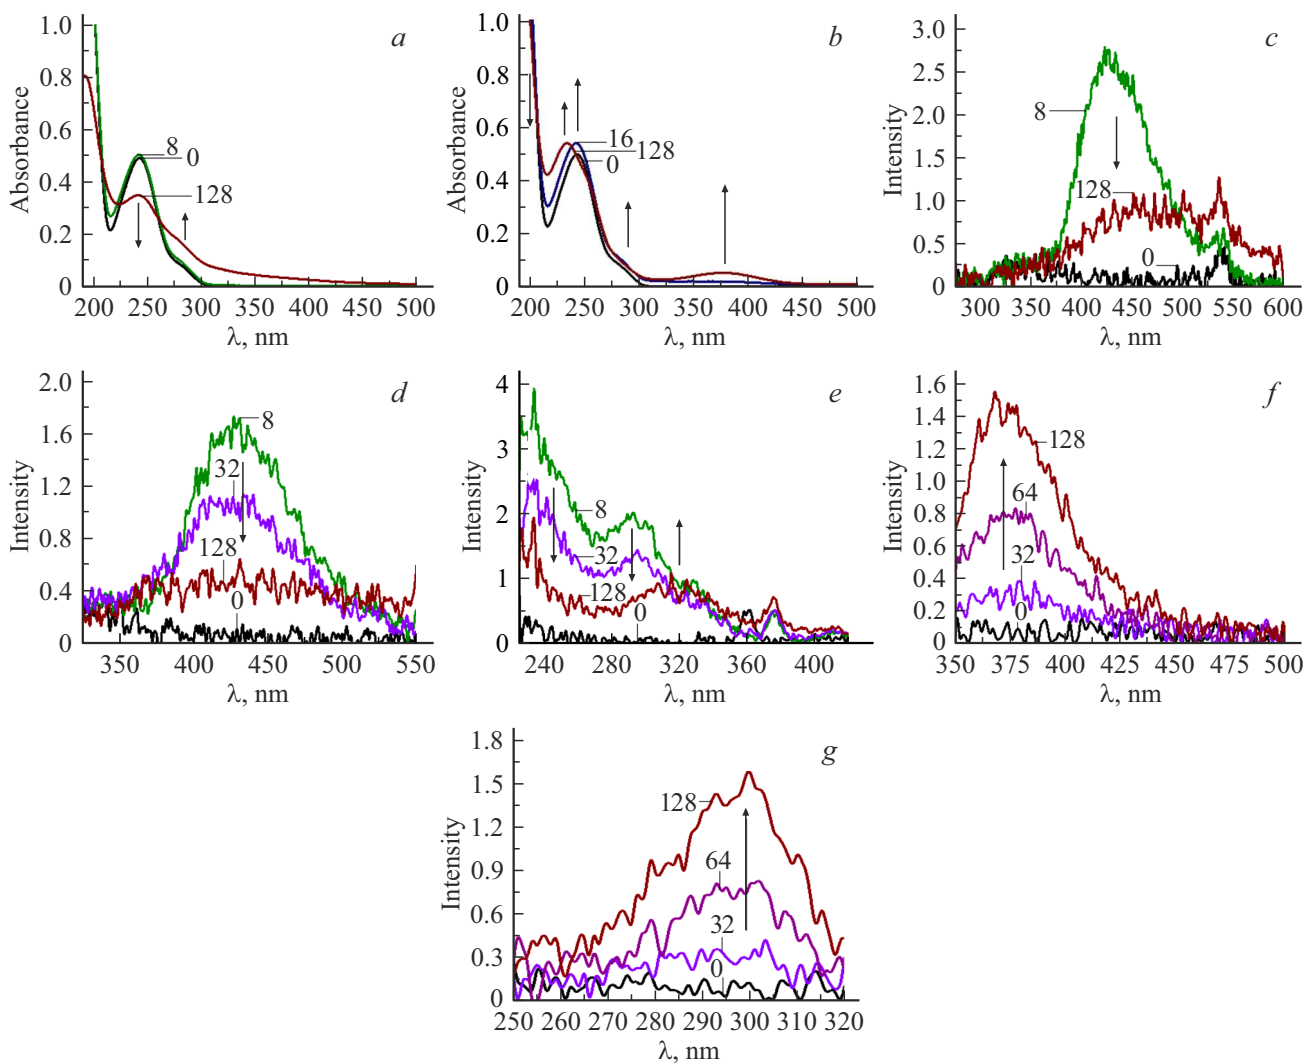 a
1.0
0.8
0.6
0.4
0.2
0
Absorbance
8
0
128
200 250 300 350 400 450 500
λ, nm
b
1.0
0.8
0.6
0.4
0.2
0
Absorbance
16
128
0
200 250 300 350 400 450 500
λ, nm
c
3.0
2.5
2.0
1.5
1.0
0.5
0
Intensity
8
128
0
300 350 400 450 500 550 600
λ, nm
d
2.0
1.6
1.2
0.8
0.4
0
Intensity
8
32
128
0
350 400 450 500 550
λ, nm
e
4
3
2
1
0
Intensity
8
32
128
0
240 280 320 360 400
λ, nm
f
1.6
1.4
1.2
1.0
0.8
0.6
0.4
0.2
0
Intensity
128
64
32
0
350 375 400 425 450 475 500
λ, nm
g
1.8
1.5
1.2
0.9
0.6
0.3
0
Intensity
128
64
32
0
250 260 270 280 290 300 310 320
λ, nm